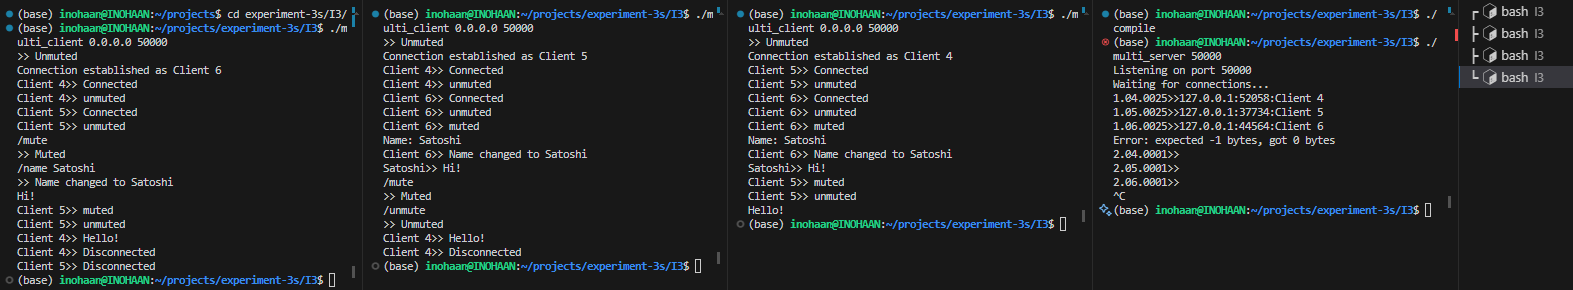 (base) inohaan@INOHAAN:~/projects$ cd experiment-3s/I3/
(base) inohaan@INOHAAN:~/projects/experiment-3s/I3$ ./m
ulti_client 0.0.0.0 50000
>> Unmuted
Connection established as Client 6
Client 4>> Connected
Client 4>> unmuted
Client 5>> Connected
Client 5>> unmuted
/mute
>> Muted
/name Satoshi
>> Name changed to Satoshi
Hi!
Client 5>> muted
Client 5>> unmuted
Client 4>> Hello!
Client 4>> Disconnected
Client 5>> Disconnected
(base) inohaan@INOHAAN:~/projects/experiment-3s/I3$
(base) inohaan@INOHAAN:~/projects/experiment-3s/I3$ ./m
ulti_client 0.0.0.0 50000
>> Unmuted
Connection established as Client 5
Client 4>> Connected
Client 4>> unmuted
Client 6>> Connected
Client 6>> unmuted
Client 6>> muted
Name: Satoshi
Client 6>> Name changed to Satoshi
Satoshi>> Hi!
/mute
>> Muted
/unmute
>> Unmuted
Client 4>> Hello!
Client 4>> Disconnected
(base) inohaan@INOHAAN:~/projects/experiment-3s/I3$
(base) inohaan@INOHAAN:~/projects/experiment-3s/I3$ ./m
ulti_client 0.0.0.0 50000
>> Unmuted
Connection established as Client 4
Client 5>> Connected
Client 5>> unmuted
Client 6>> Connected
Client 6>> unmuted
Client 6>> muted
Name: Satoshi
Client 6>> Name changed to Satoshi
Satoshi>> Hi!
Client 5>> muted
Client 5>> unmuted
Hello!
(base) inohaan@INOHAAN:~/projects/experiment-3s/I3$
(base) inohaan@INOHAAN:~/projects/experiment-3s/I3$ ./
compile
(base) inohaan@INOHAAN:~/projects/experiment-3s/I3$ ./
multi_server 50000
Listening on port 50000
Waiting for connections...
1.04.0025>>127.0.0.1:52058:Client 4
1.05.0025>>127.0.0.1:37734:Client 5
1.06.0025>>127.0.0.1:44564:Client 6
Error: expected -1 bytes, got 0 bytes
2.04.0001>>
2.05.0001>>
2.06.0001>>
^C
(base) inohaan@INOHAAN:~/projects/experiment-3s/I3$
bash I3
bash I3
bash I3
bash I3